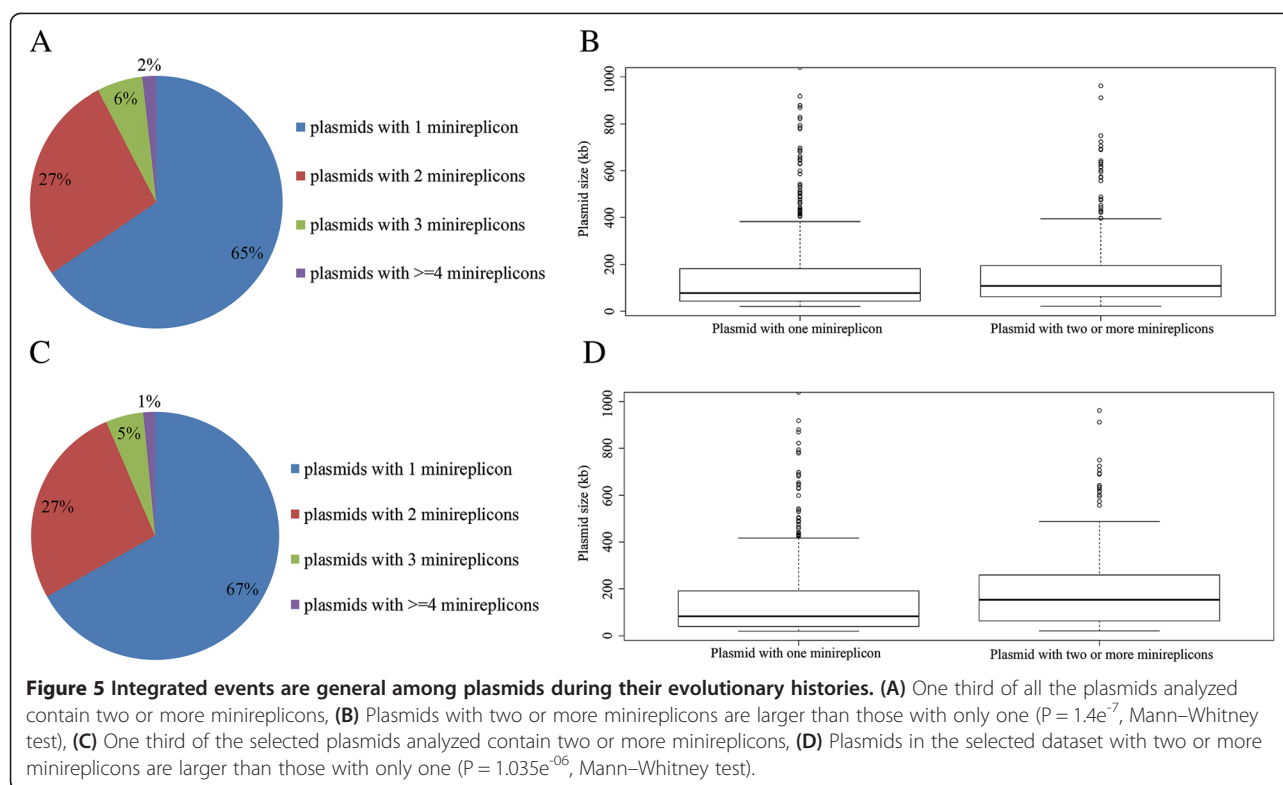 A
2%
6%
27%
65%
plasmids with 1 minireplicon
plasmids with 2 minireplicons
plasmids with 3 minireplicons
plasmids with >=4 minireplicons
B
Plasmid size (kb)
1000
800
600
400
200
0
Plasmid with one minireplicon
Plasmid with two or more minireplicons
C
1%
5%
27%
67%
plasmids with 1 minireplicon
plasmids with 2 minireplicons
plasmids with 3 minireplicons
plasmids with >=4 minireplicons
D
Plasmid size (kb)
1000
800
600
400
200
0
Plasmid with one minireplicon
Plasmid with two or more minireplicons
Figure 5 Integrated events are general among plasmids during their evolutionary histories. (A) One third of all the plasmids analyzed
contain two or more minireplicons, (B) Plasmids with two or more minireplicons are larger than those with only one (P = 1.4e-7, Mann–Whitney
test), (C) One third of the selected plasmids analyzed contain two or more minireplicons, (D) Plasmids in the selected dataset with two or more
minireplicons are larger than those with only one (P = 1.035e-06, Mann–Whitney test).